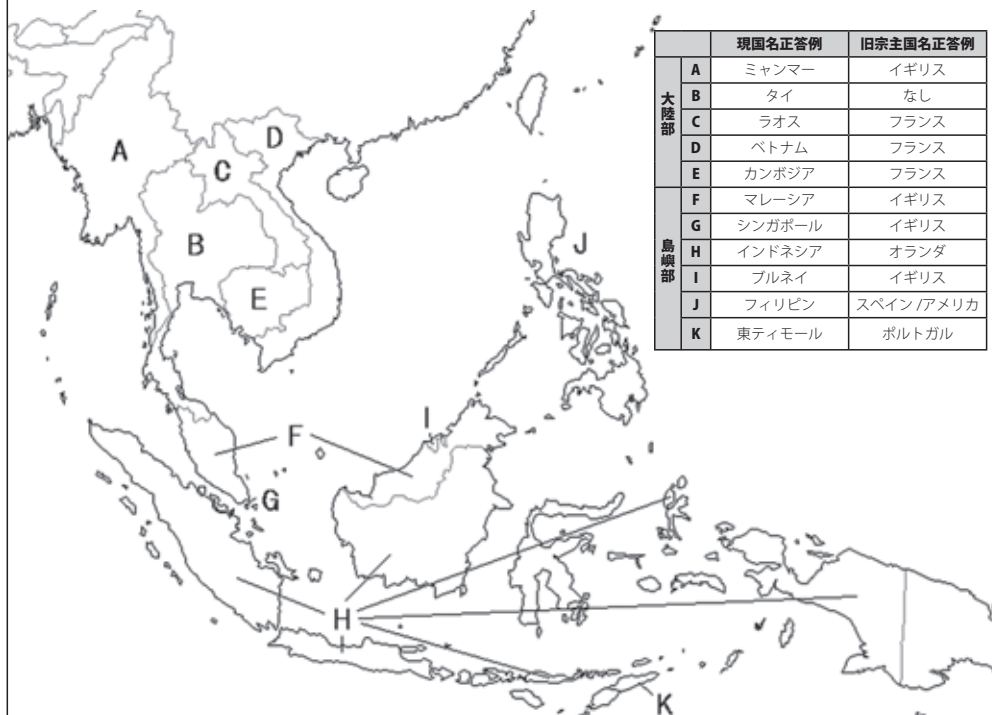 現国名正答例 旧宗主国名正答例
大陸部
A ミャンマー イギリス
B タイ なし
C ラオス フランス
D ベトナム フランス
E カンボジア フランス
島嶼部
F マレーシア イギリス
G シンガポール イギリス
H インドネシア オランダ
I ブルネイ イギリス
J フィリピン スペイン /アメリカ
K 東ティモール ポルトガル
A
D
C
B
J
E
I
F
G
H
K